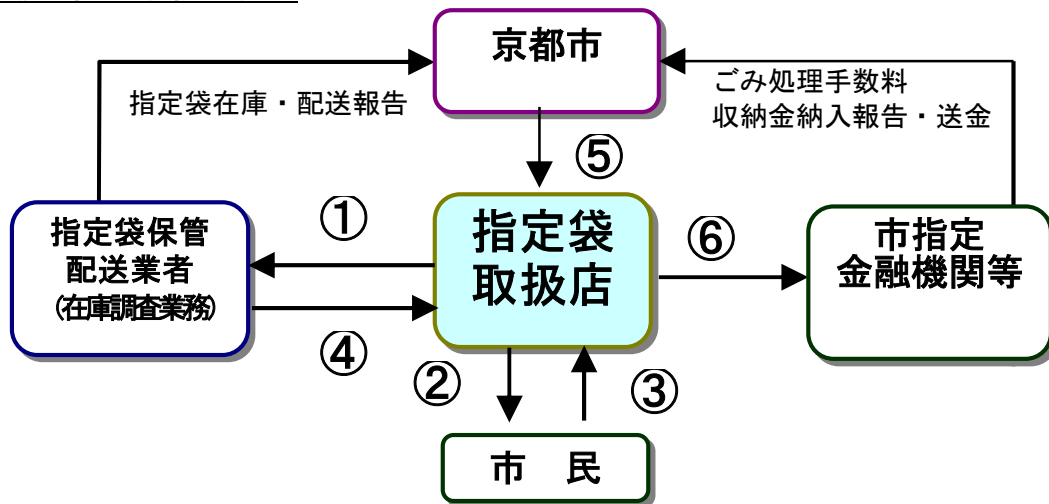 京都市
指定袋在庫・配送報告
ごみ処理手数料
収納金納入報告・送金
⑤
①
指定袋保管
配送業者
(在庫調査業務)
指定袋
取扱店
⑥
市指定
金融機関等
④
②
③
市　民